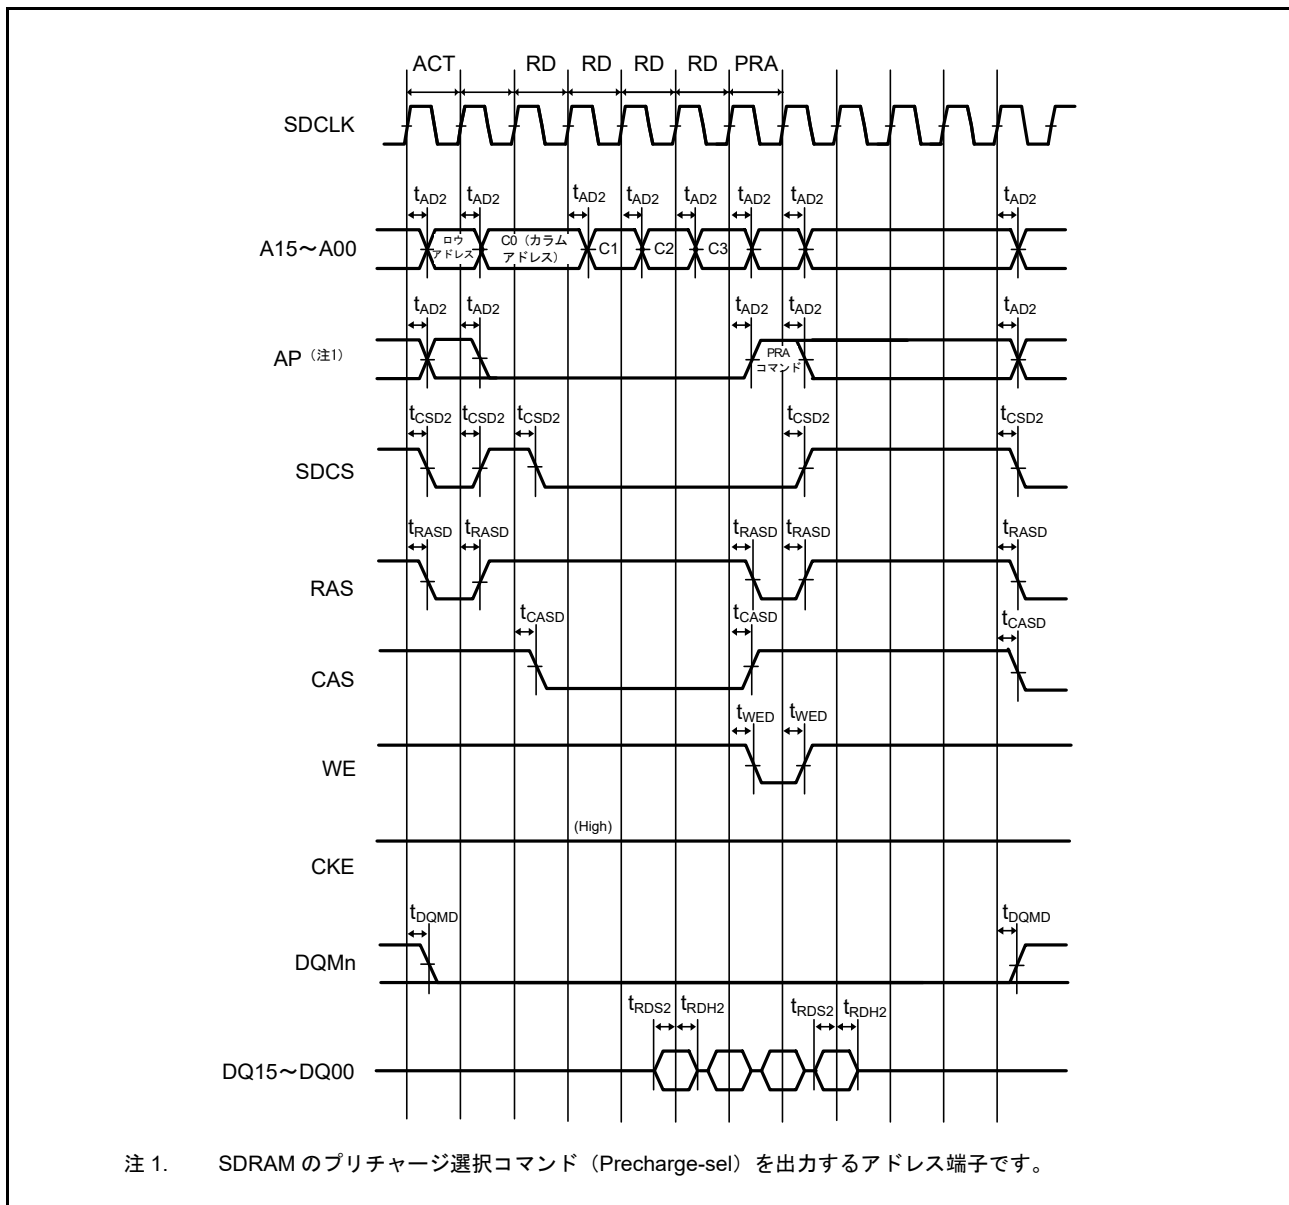 ACT RD RD RD RD PRA
SDCLK
tAD2 tAD2 tAD2 tAD2 tAD2 tAD2 tAD2 tAD2
A15～A00
ロウ
アドレス
C0（カラム
アドレス）
C1 C2 C3
tAD2 tAD2 tAD2 tAD2 tAD2
AP（注1）
PRA
コマンド
tCSD2 tCSD2 tCSD2 tCSD2 tCSD2
SDCS
tRASD tRASD tRASD tRASD tRASD
RAS
tCASD tCASD tCASD
CAS
tWED tWED
WE
(High)
CKE
tDQMD tDQMD
DQMn
tRDS2 tRDH2 tRDS2 tRDH2
DQ15～DQ00
注 1. SDRAM のプリチャージ選択コマンド（Precharge-sel）を出力するアドレス端子です。